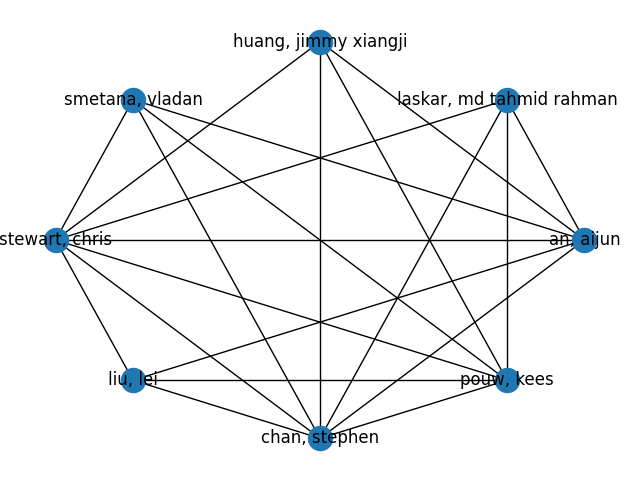 huang, jimmy xiangji
smetana, vladan
laskar, md tahmid rahman
stewart, chris
an, aijun
liu, lei
pouw, kees
chan, stephen